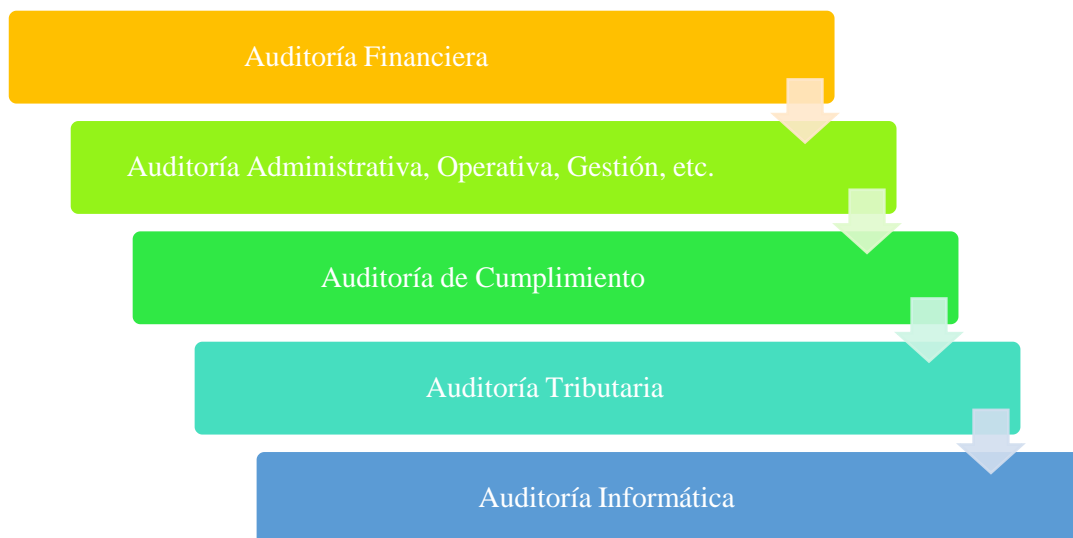 Auditoría Financiera
Auditoría Administrativa, Operativa, Gestión, etc.
Auditoría de Cumplimiento
Auditoría Tributaria
Auditoría Informática